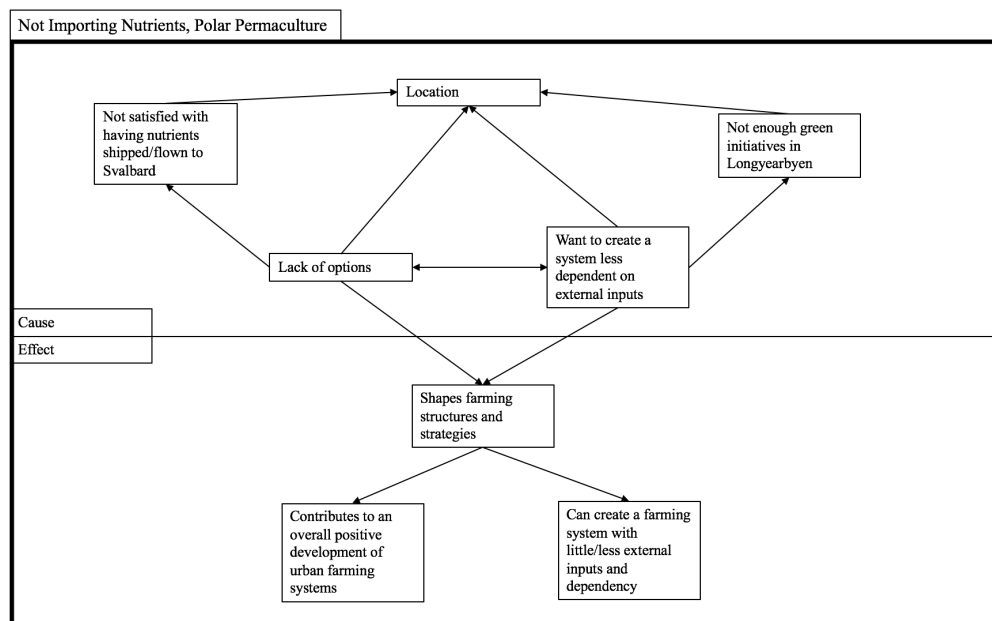 Not Importing Nutrients, Polar Permaculture
Location
Not satisfied with
having nutrients
shipped/flown to
Svalbard
Not enough green
initiatives in
Longyearbyen
Lack of options
Want to create a
system less
dependent on
external inputs
Cause
Effect
Shapes farming
structures and
strategies
Contributes to an
overall positive
development of
urban farming
systems
Can create a farming
system with
little/less external
inputs and
dependency